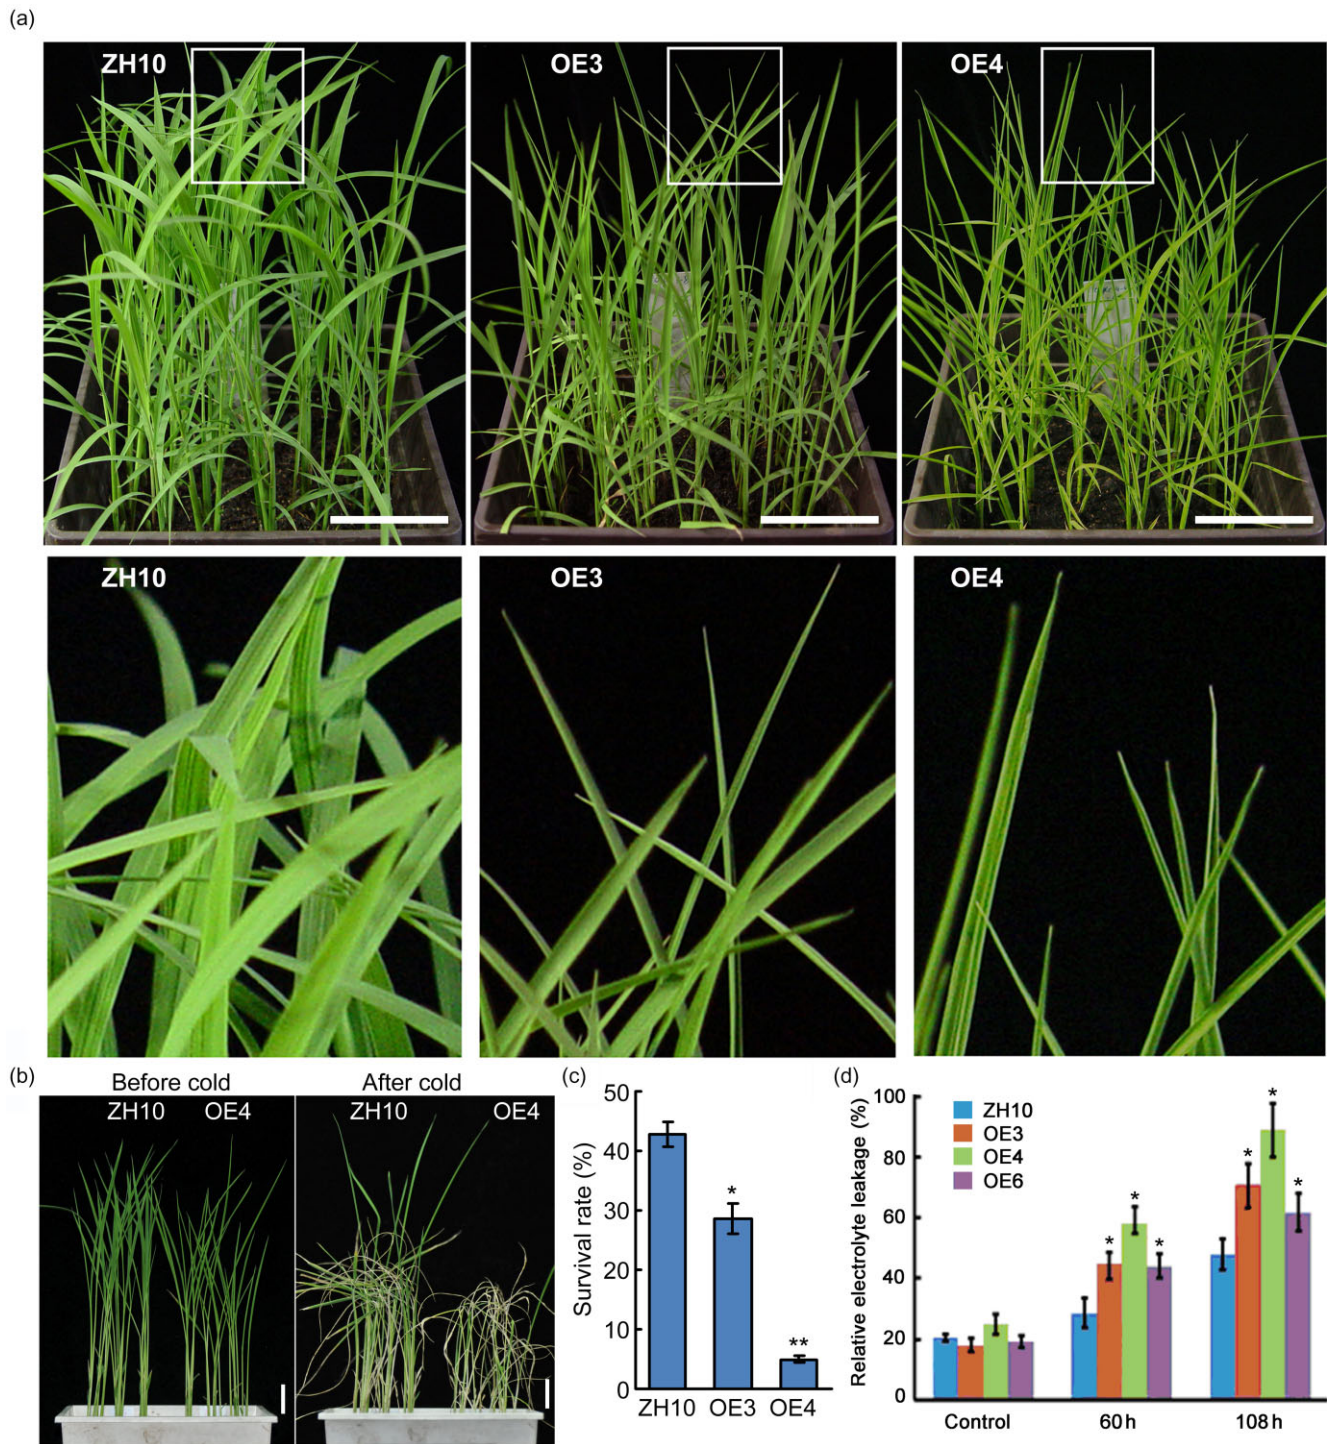 (a)
ZH10
OE3
OE4
ZH10
OE3
OE4
(b)
Before cold
After cold
ZH10
OE4
ZH10
OE4
(c)
50
40
30
20
10
0
Survival rate (%)
*
**
ZH10
OE3
OE4
(d)
100
80
60
40
20
0
Relative electrolyte leakage (%)
ZH10
OE3
OE4
OE6
*
*
*
*
*
*
Control
60 h
108 h